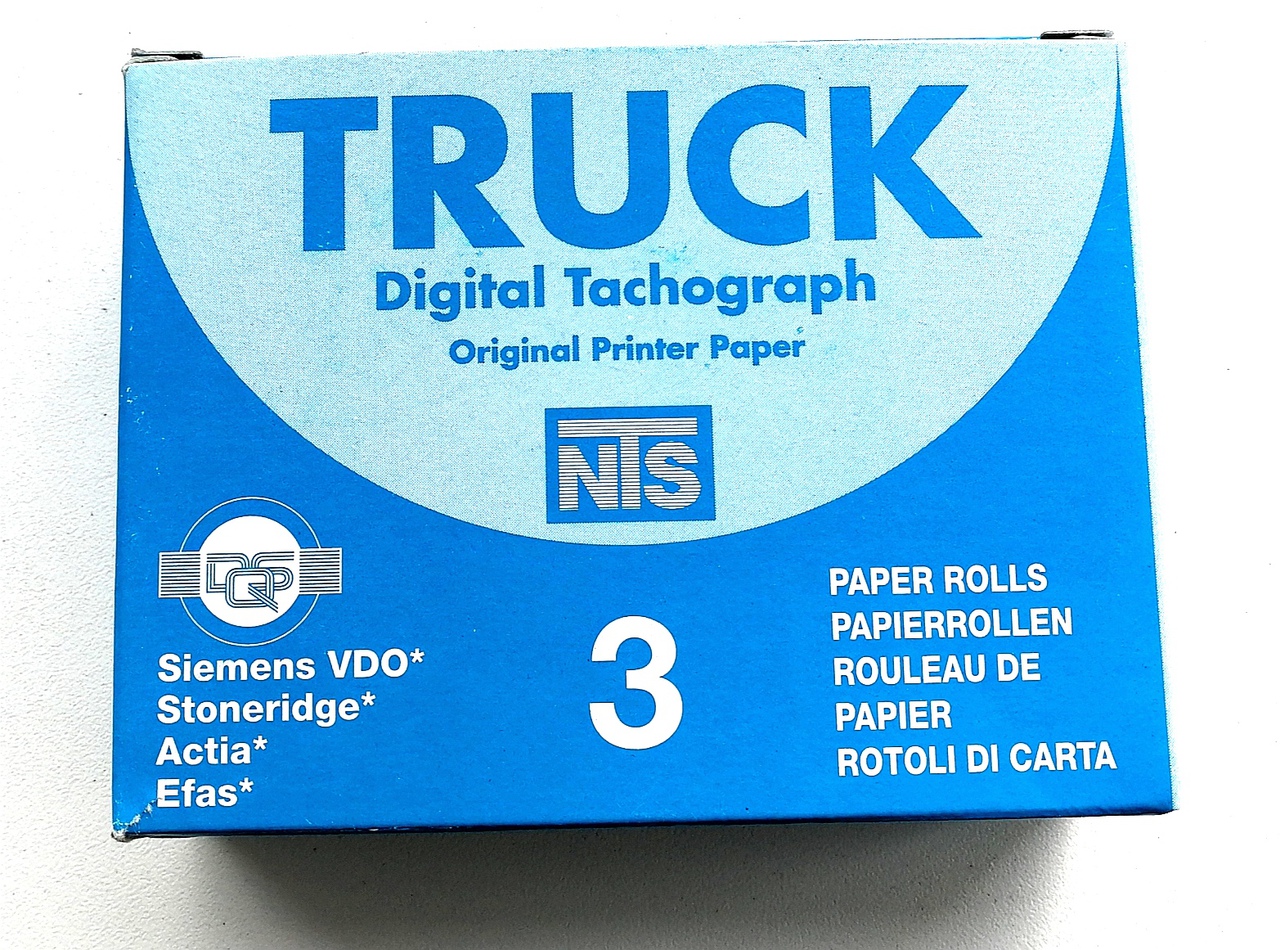 TRUCK
Digital Tachograph
Original Printer Paper
NTS
DQS
Siemens VDO*
Stoneridge*
Actia*
Efas*
3
PAPER ROLLS
PAPIERROLLEN
ROULEAU DE
PAPIER
ROTOLI DI CARTA